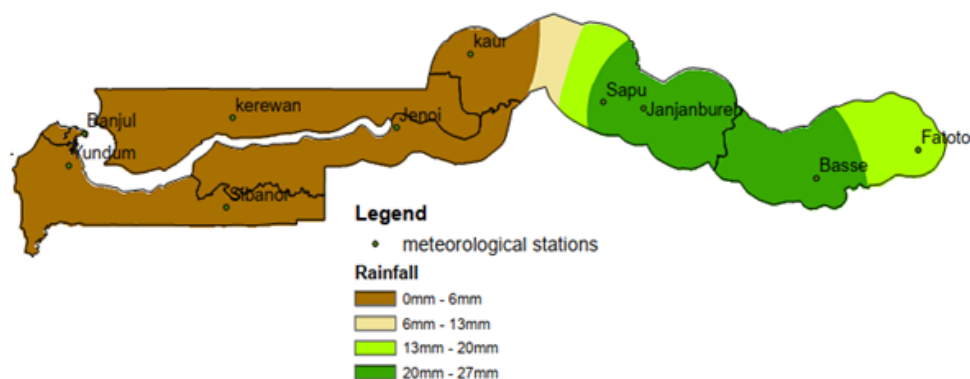 kaur
Sapu
Janjanbureh
kerewan
Jenoi
Banjul
Yundum
Fatoto
Basse
Sibanor
Legend
meteorological stations
Rainfall
0mm - 6mm
6mm - 13mm
13mm - 20mm
20mm - 27mm